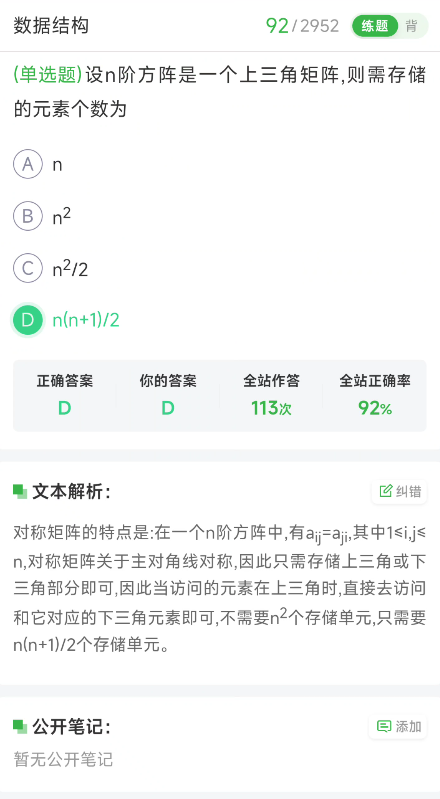 数据结构 92/2952 练题 背
(单选题)设n阶方阵是一个上三角矩阵,则需存储
的元素个数为
A n
B n²
C n²/2
D n(n+1)/2
正确答案 你的答案 全站作答 全站正确率
D D 113次 92%
文本解析: 纠错
对称矩阵的特点是:在一个n阶方阵中,有aij=aji,其中1≤i,j≤
n,对称矩阵关于主对角线对称,因此只需存储上三角或下
三角部分即可,因此当访问的元素在上三角时,直接去访问
和它对应的下三角元素即可,不需要n²个存储单元,只需要
n(n+1)/2个存储单元。
公开笔记: 添加
暂无公开笔记